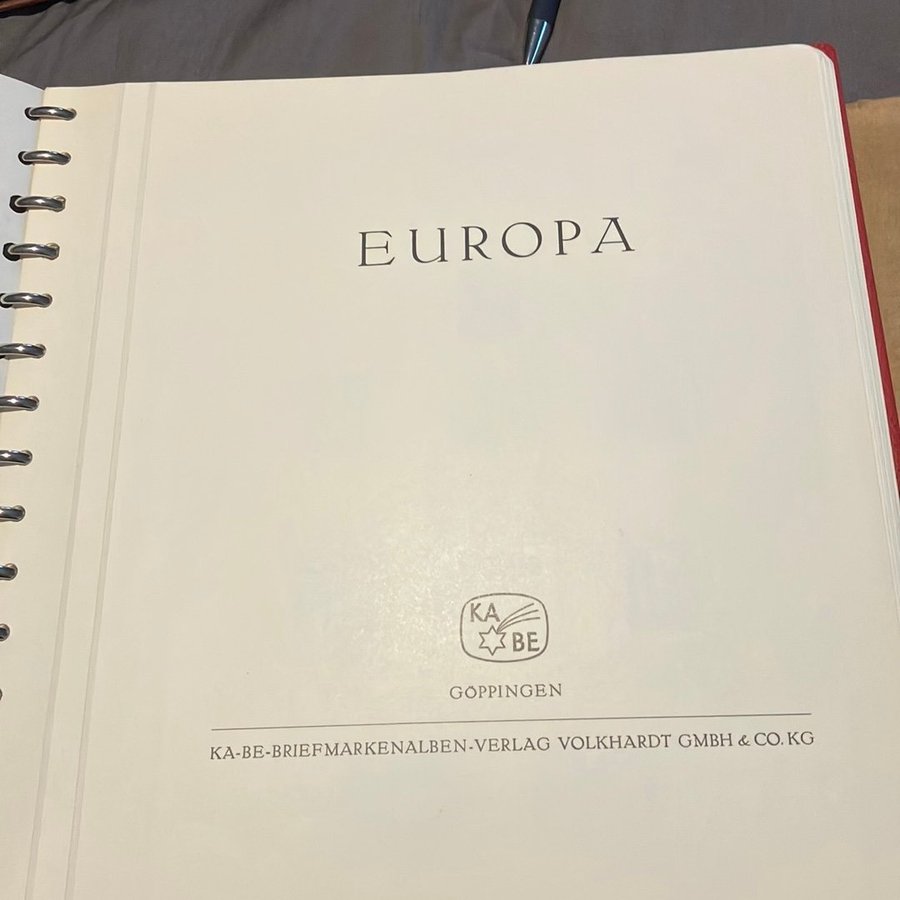 EUROPA
KA
BE
GÖPPINGEN
KA-BE-BRIEFMARKENALBEN-VERLAG VOLKHARDT GMBH & CO. KG